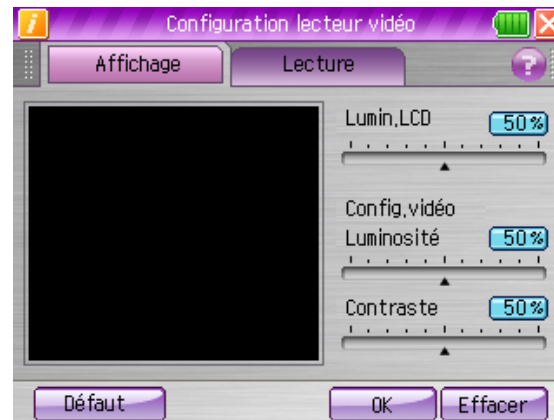 Configuration lecteur vidéo
Affichage
Lecture
?
Lumin,LCD 50%
Config,vidéo
Luminosité 50%
Contraste 50%
Défaut
OK
Effacer